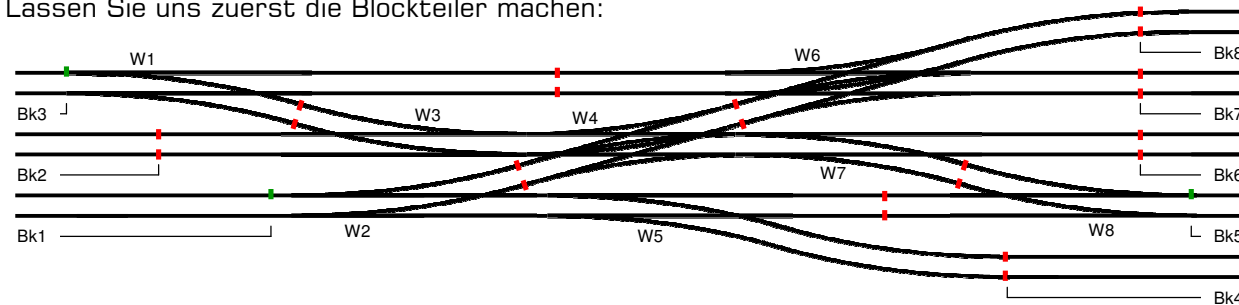 Lassen Sie uns zuerst die Blockteiler machen:
W1
W6
Bk8
Bk3
W3
W4
Bk7
Bk2
W7
Bk6
Bk1
W2
W5
W8
Bk5
Bk4